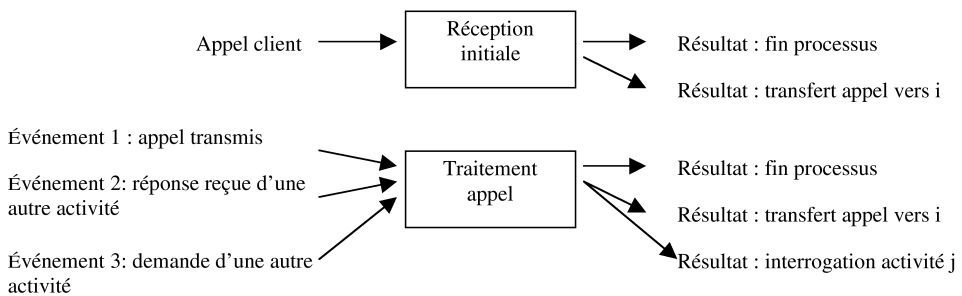 Appel client
Réception
initiale
Résultat : fin processus
Résultat : transfert appel vers i
Événement 1 : appel transmis
Événement 2: réponse reçue d’une
autre activité
Événement 3: demande d’une autre
activité
Traitement
appel
Résultat : fin processus
Résultat : transfert appel vers i
Résultat : interrogation activité j